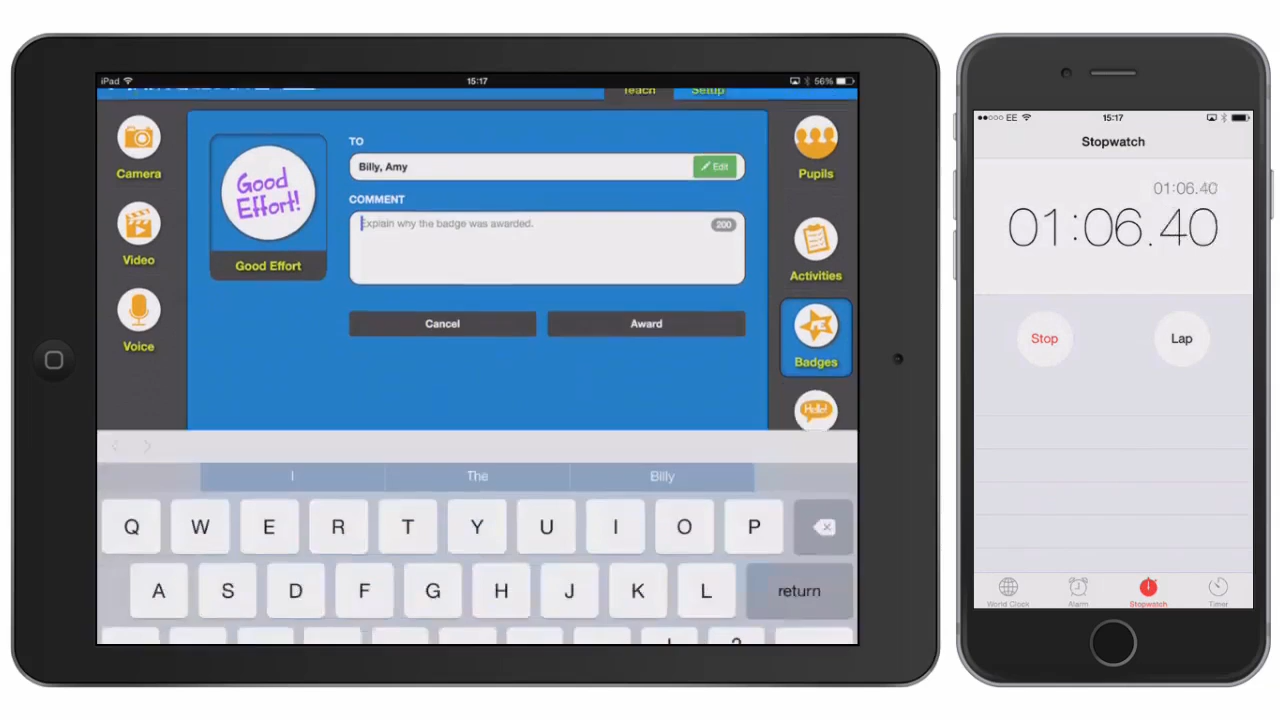 iPad 15:17 56%
Teach Setup
Camera
Video
Voice
Good Effort!
Good Effort
TO
Billy, Amy Edit
COMMENT
Explain why the badge was awarded. 200
Cancel Award
Pupils
Activities
PE
Badges
Hello!
I The Billy
Q W E R T Y U I O P
A S D F G H J K L return
EE 15:17
Stopwatch
01:06.40
01:06.40
Stop Lap
World Clock Alarm Stopwatch Timer